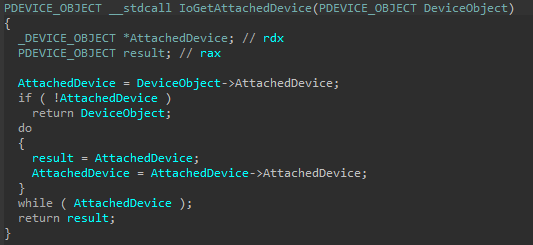 PDEVICE_OBJECT __stdcall IoGetAttachedDevice(PDEVICE_OBJECT DeviceObject)
{
  _DEVICE_OBJECT *AttachedDevice; // rdx
  PDEVICE_OBJECT result; // rax

  AttachedDevice = DeviceObject->AttachedDevice;
  if ( !AttachedDevice )
    return DeviceObject;
  do
  {
    result = AttachedDevice;
    AttachedDevice = AttachedDevice->AttachedDevice;
  }
  while ( AttachedDevice );
  return result;
}